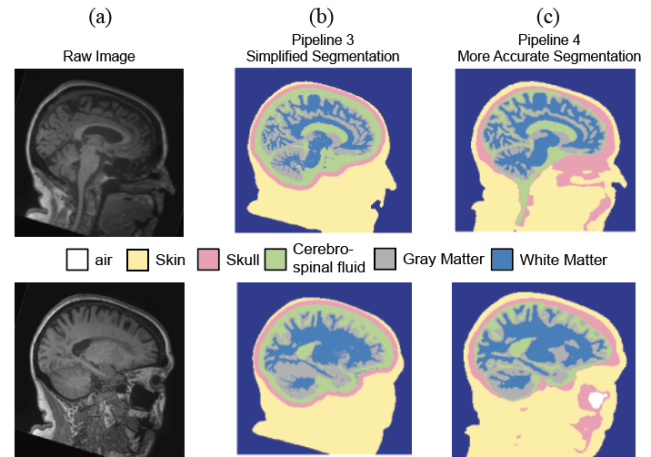 (a)
(b)
(c)
Raw Image
Pipeline 3
Simplified Segmentation
Pipeline 4
More Accurate Segmentation
air
Skin
Skull
Cerebro-
spinal fluid
Gray Matter
White Matter